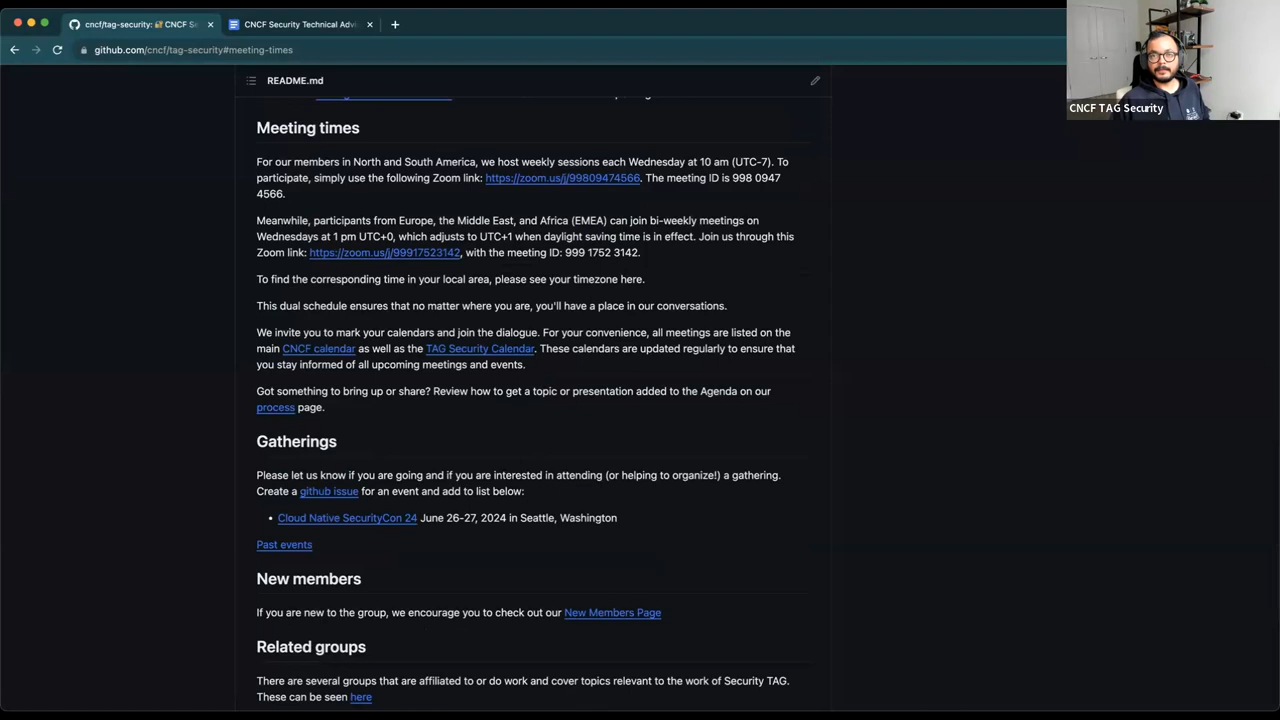 cncf/tag-security: 🔐 CNCF Se
CNCF Security Technical Advi
github.com/cncf/tag-security#meeting-times
CNCF TAG Security
README.md
Meeting times
For our members in North and South America, we host weekly sessions each Wednesday at 10 am (UTC-7). To
participate, simply use the following Zoom link: https://zoom.us/j/99809474566. The meeting ID is 998 0947
4566.
Meanwhile, participants from Europe, the Middle East, and Africa (EMEA) can join bi-weekly meetings on
Wednesdays at 1 pm UTC+0, which adjusts to UTC+1 when daylight saving time is in effect. Join us through this
Zoom link: https://zoom.us/j/99917523142, with the meeting ID: 999 1752 3142.
To find the corresponding time in your local area, please see your timezone here.
This dual schedule ensures that no matter where you are, you'll have a place in our conversations.
We invite you to mark your calendars and join the dialogue. For your convenience, all meetings are listed on the
main CNCF calendar as well as the TAG Security Calendar. These calendars are updated regularly to ensure that
you stay informed of all upcoming meetings and events.
Got something to bring up or share? Review how to get a topic or presentation added to the Agenda on our
process page.
Gatherings
Please let us know if you are going and if you are interested in attending (or helping to organize!) a gathering.
Create a github issue for an event and add to list below:
• Cloud Native SecurityCon 24 June 26-27, 2024 in Seattle, Washington
Past events
New members
If you are new to the group, we encourage you to check out our New Members Page
Related groups
There are several groups that are affiliated to or do work and cover topics relevant to the work of Security TAG.
These can be seen here